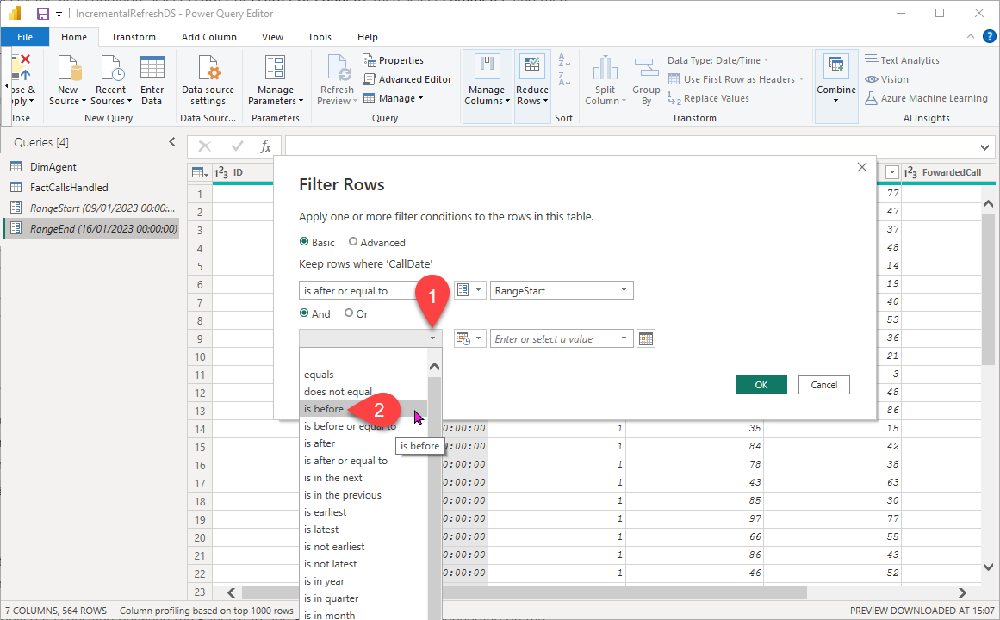 IncrementalRefreshDS - Power Query Editor
File Home Transform Add Column View Tools Help
ose & pply
lose
New Source
Recent Sources
Enter Data
New Query
Data source settings
Data Sourc...
Manage Parameters
Parameters
Refresh Preview
Properties
Advanced Editor
Manage
Query
Manage Columns
Reduce Rows
Sort
Split Column
Group By
Data Type: Date/Time
Use First Row as Headers
Replace Values
Transform
Combine
Text Analytics
Vision
Azure Machine Learning
AI Insights
Queries [4]
DimAgent
FactCallsHandled
RangeStart (09/01/2023 00:00:...
RangeEnd (16/01/2023 00:00:00)
fx
1²3 ID
1²3 FowardedCall
Filter Rows
Apply one or more filter conditions to the rows in this table.
Basic Advanced
Keep rows where 'CallDate'
is after or equal to RangeStart
1
And Or
Enter or select a value
equals
does not equal
is before
2
is before or equal to
is before
is after
is after or equal to
is in the next
is in the previous
is earliest
is latest
is not earliest
is not latest
is in year
is in quarter
is in month
OK Cancel
1 77
2 47
3 37
4 48
5 14
6 19
7 40
8 53
9 36
10 21
11 3
12 48
13 86
14 0:00:00 1 35 15
15 0:00:00 1 84 42
16 0:00:00 1 78 38
17 0:00:00 1 43 63
18 0:00:00 1 85 30
19 0:00:00 1 97 77
20 0:00:00 1 66 55
21 0:00:00 1 86 43
22 0:00:00 1 46 52
23
7 COLUMNS, 564 ROWS Column profiling based on top 1000 rows PREVIEW DOWNLOADED AT 15:07